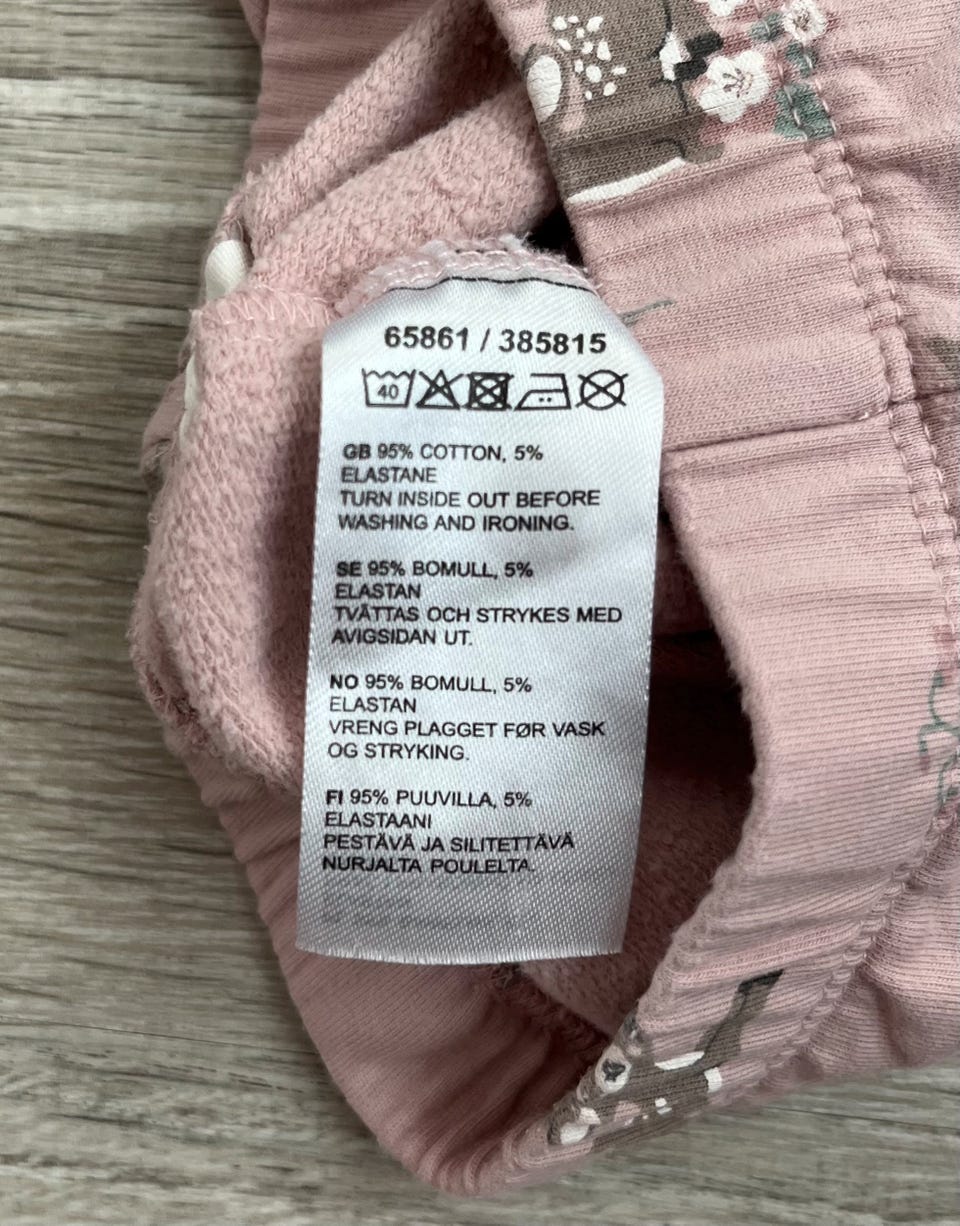 65861 / 385815
40
GB 95% COTTON, 5%
ELASTANE
TURN INSIDE OUT BEFORE
WASHING AND IRONING.
SE 95% BOMULL, 5%
ELASTAN
TVÄTTAS OCH STRYKES MED
AVIGSIDAN UT.
NO 95% BOMULL, 5%
ELASTAN
VRENG PLAGGET FØR VASK
OG STRYKING.
FI 95% PUUVILLA, 5%
ELASTAANI
PESTÄVÄ JA SILITETTÄVÄ
NURJALTA POULELTA.